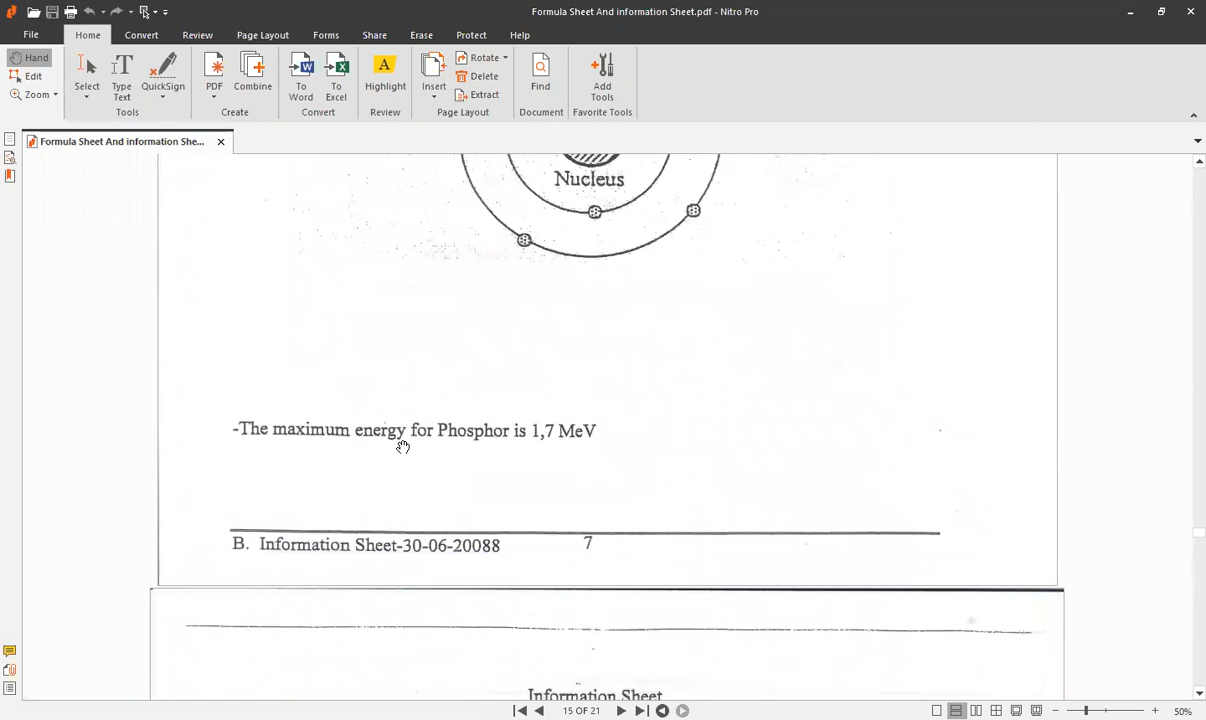 Formula Sheet And information Sheet.pdf - Nitro Pro
File Home Convert Review Page Layout Forms Share Erase Protect Help
Hand
Edit
Zoom
Select
Type Text
QuickSign
Tools
PDF
Combine
Create
To Word
To Excel
Convert
Highlight
Review
Insert
Rotate
Delete
Extract
Page Layout
Find
Document
Add Tools
Favorite Tools
Formula Sheet And information She...
Nucleus
-The maximum energy for Phosphor is 1,7 MeV
B. Information Sheet-30-06-20088 7
Information Sheet
15 OF 21
50%